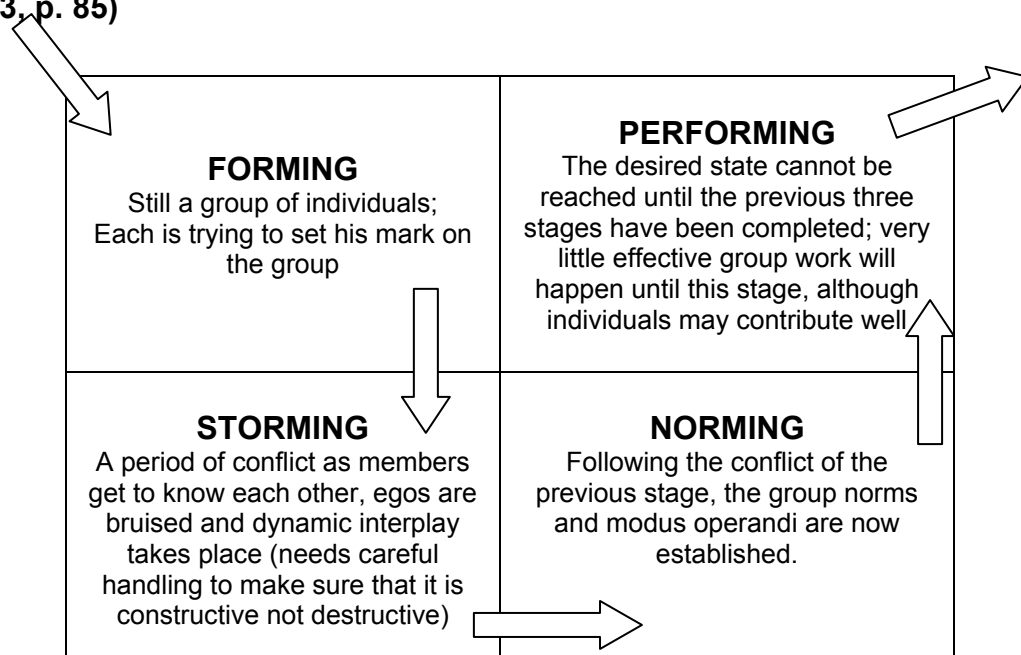 3, p. 85)
FORMING
Still a group of individuals;
Each is trying to set his mark on
the group
PERFORMING
The desired state cannot be
reached until the previous three
stages have been completed; very
little effective group work will
happen until this stage, although
individuals may contribute well
STORMING
A period of conflict as members
get to know each other, egos are
bruised and dynamic interplay
takes place (needs careful
handling to make sure that it is
constructive not destructive)
NORMING
Following the conflict of the
previous stage, the group norms
and modus operandi are now
established.